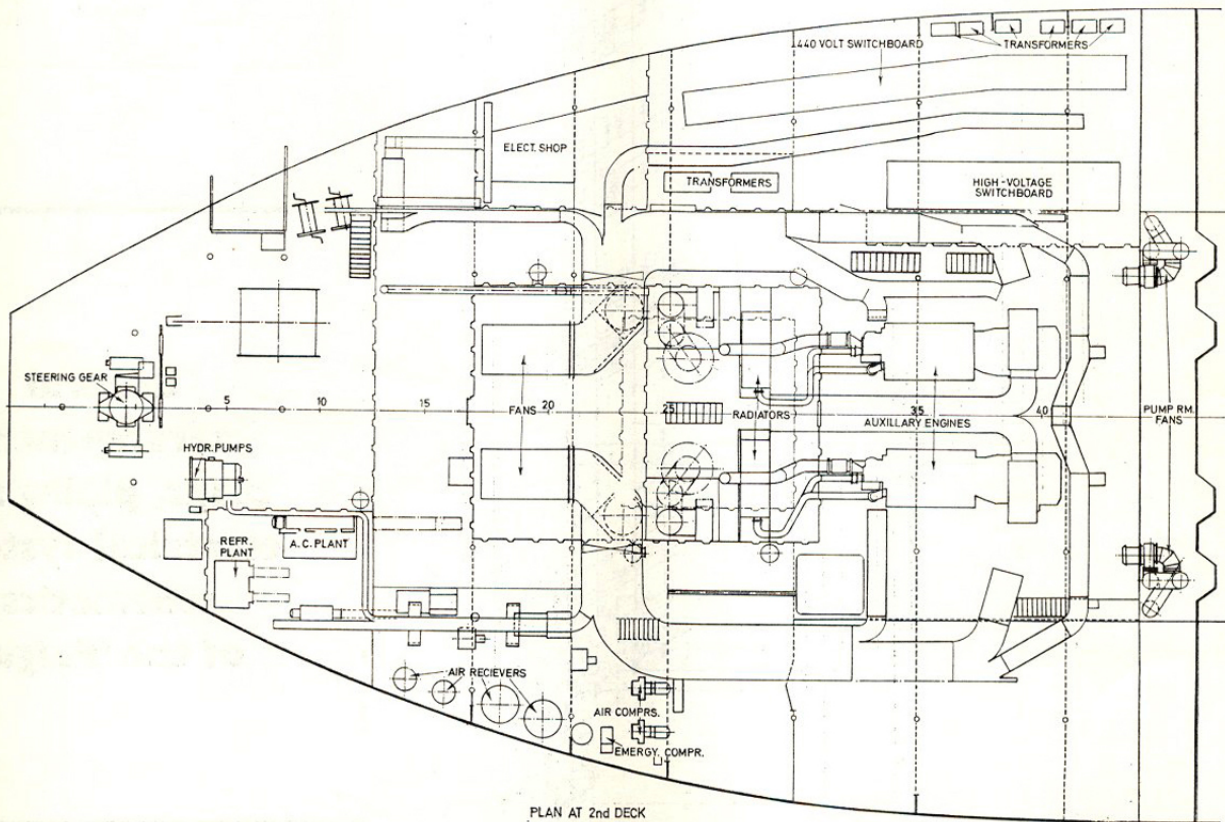 440 VOLT SWITCHBOARD
TRANSFORMERS
ELECT. SHOP
TRANSFORMERS
HIGH-VOLTAGE
SWITCHBOARD
STEERING GEAR
5
10
15
FANS
20
25
RADIATORS
35
AUXILLARY ENGINES
40
PUMP RM.
FANS
HYDR. PUMPS
REFR.
PLANT
A.C. PLANT
AIR RECIEVERS
AIR COMPRS.
EMERGY. COMPR.
PLAN AT 2nd DECK